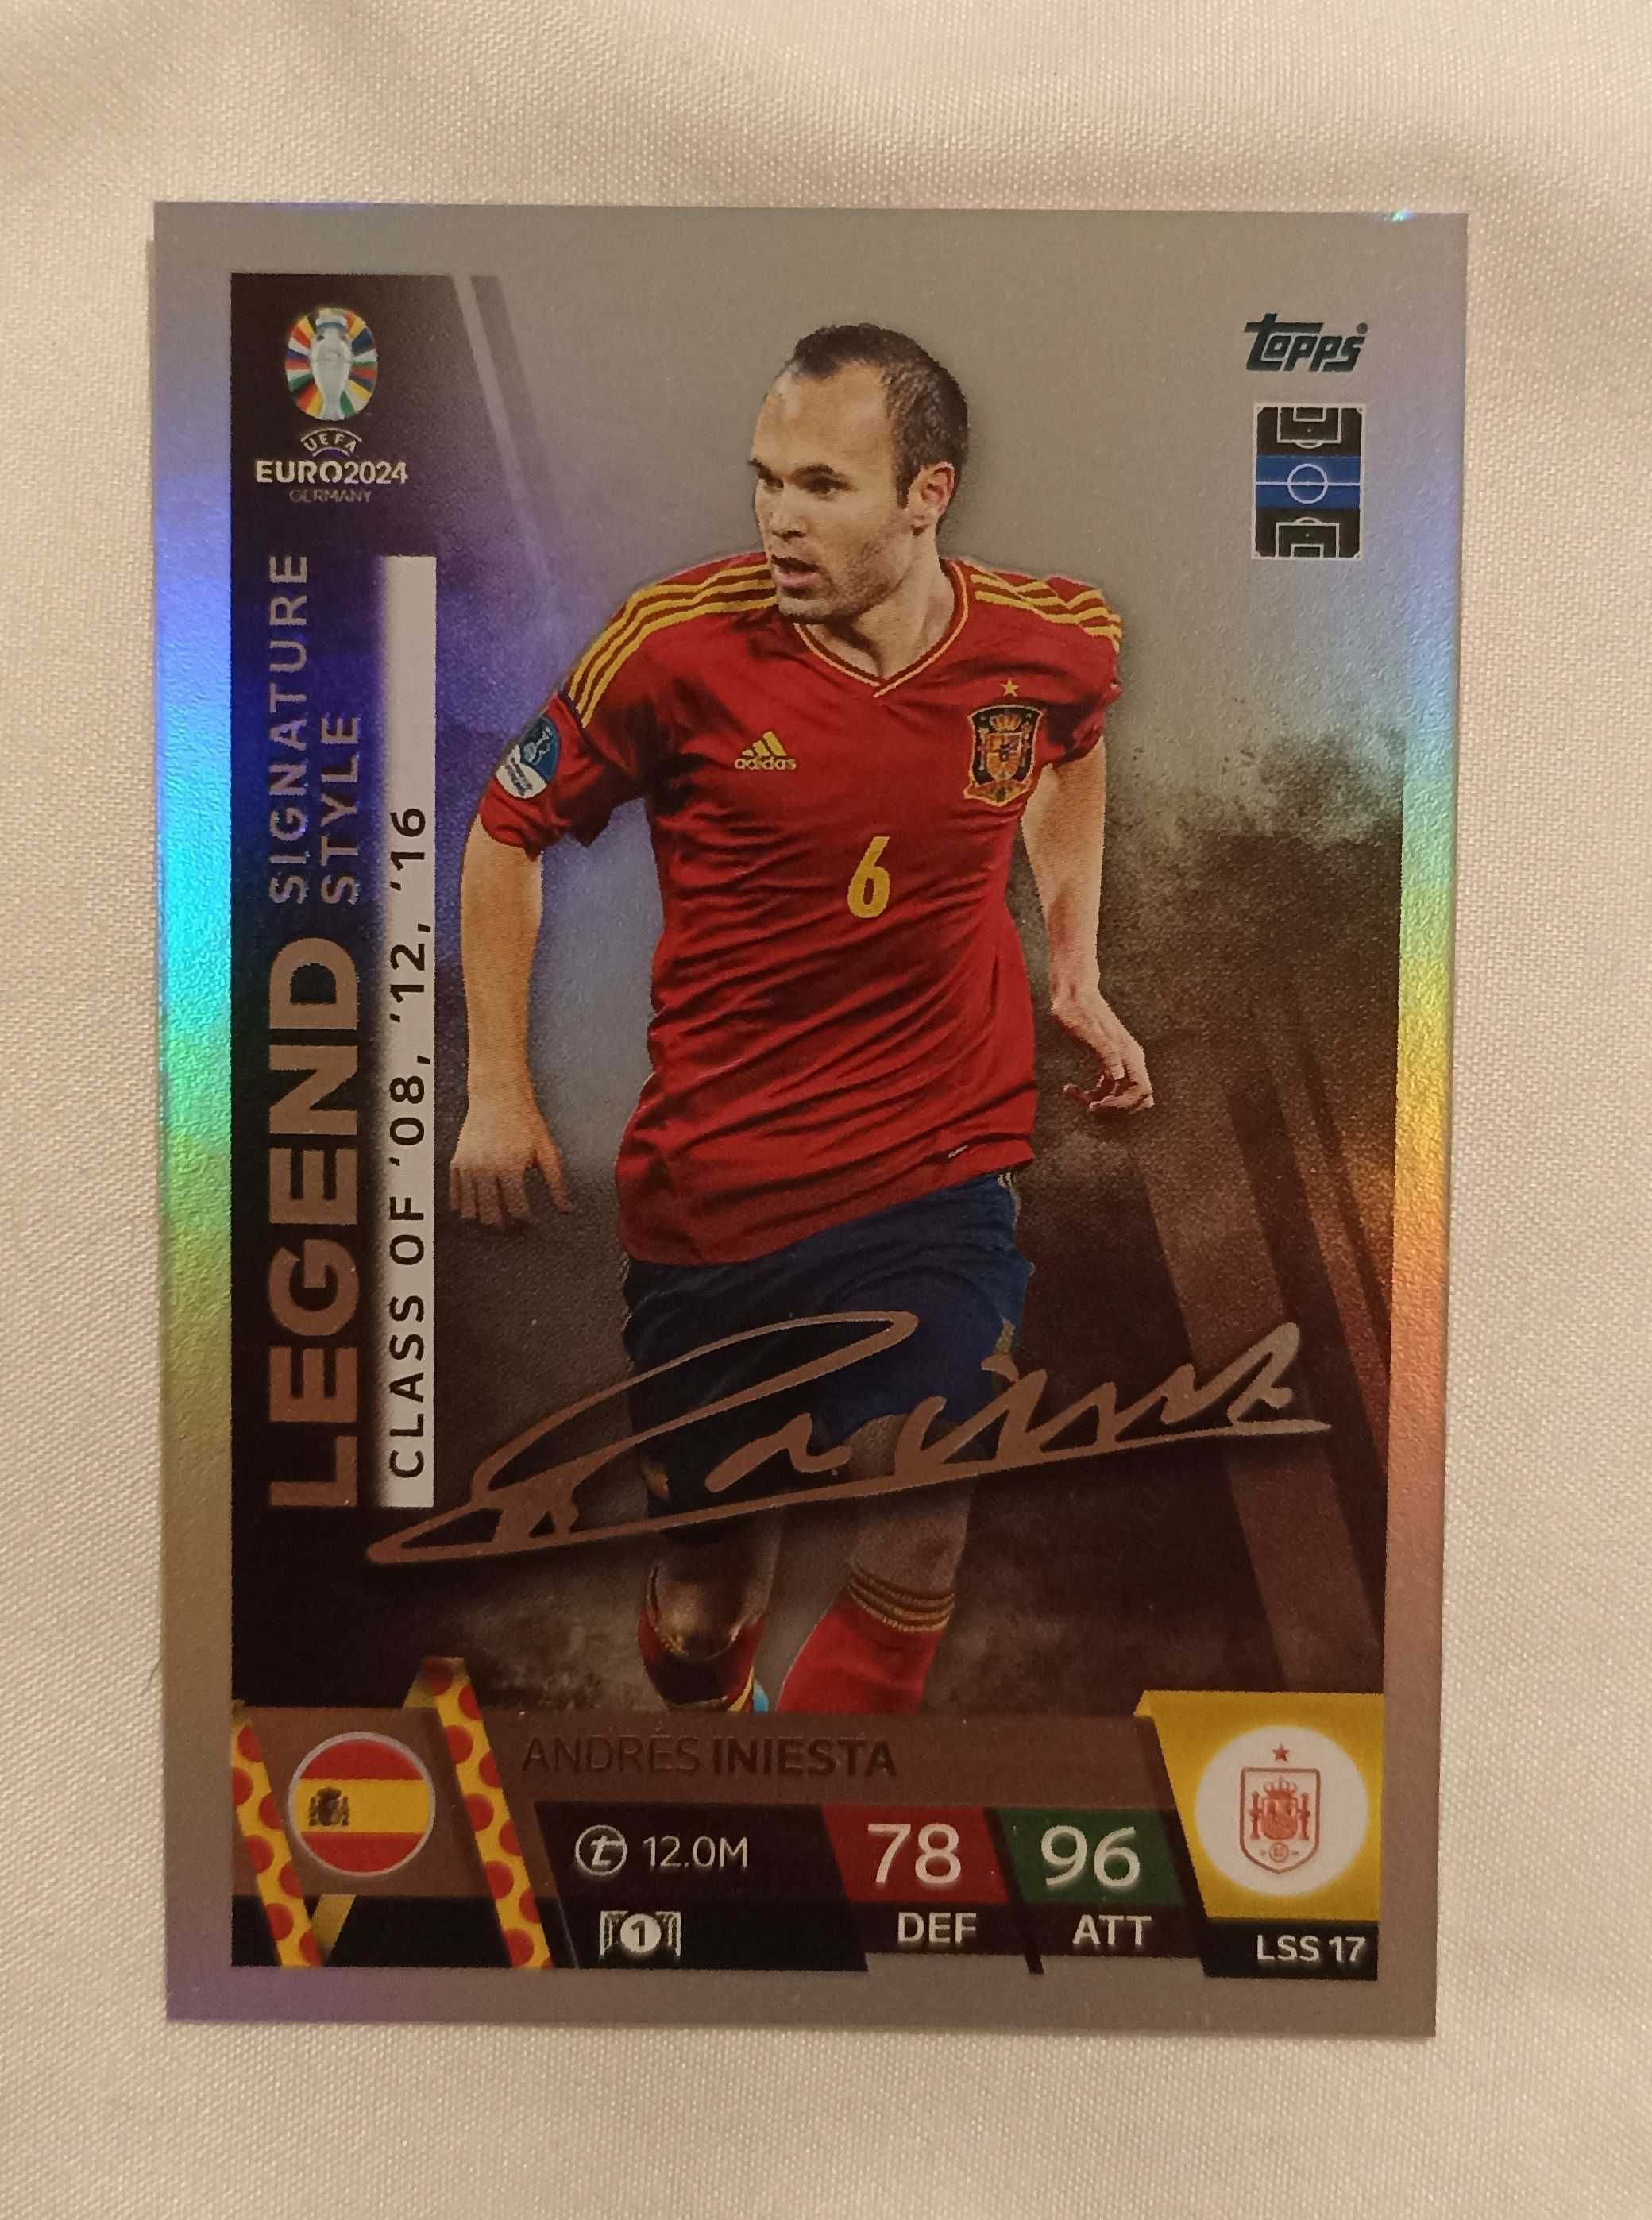 UEFA
EURO2024
GERMANY
topps
LEGEND SIGNATURE
STYLE
CLASS OF '08, '12, '16
adidas
6
ANDRÉS INIESTA
t 12.0M
78
96
1
DEF
ATT
LSS 17